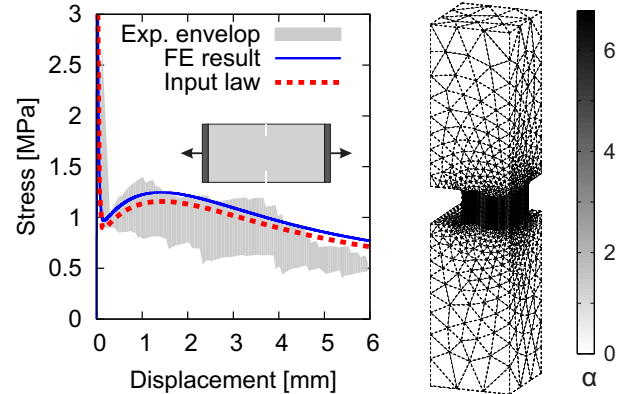 Exp. envelop
FE result
Input law
Stress [MPa]
3
2.5
2
1.5
1
0.5
0
0 1 2 3 4 5 6
Displacement [mm]
6
4
2
0
α